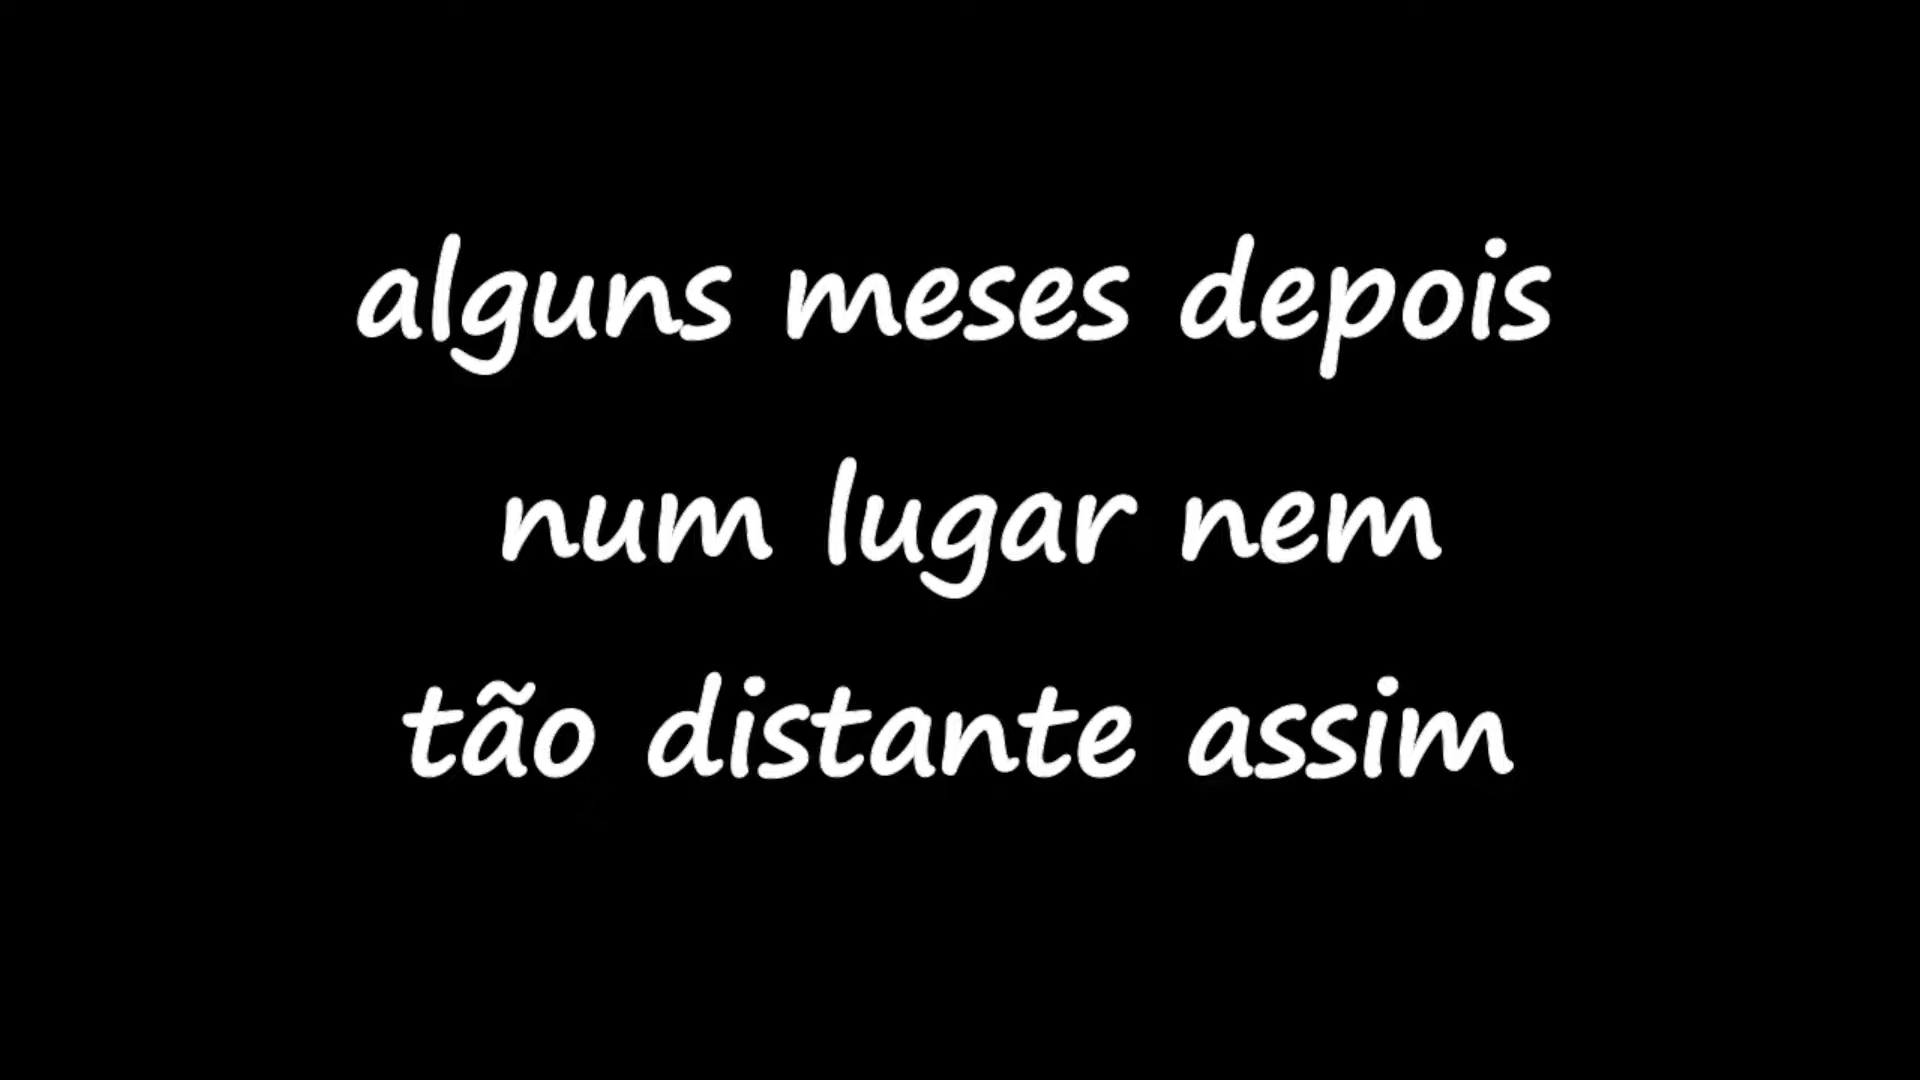 alguns meses depois
num lugar nem
tão distante assim